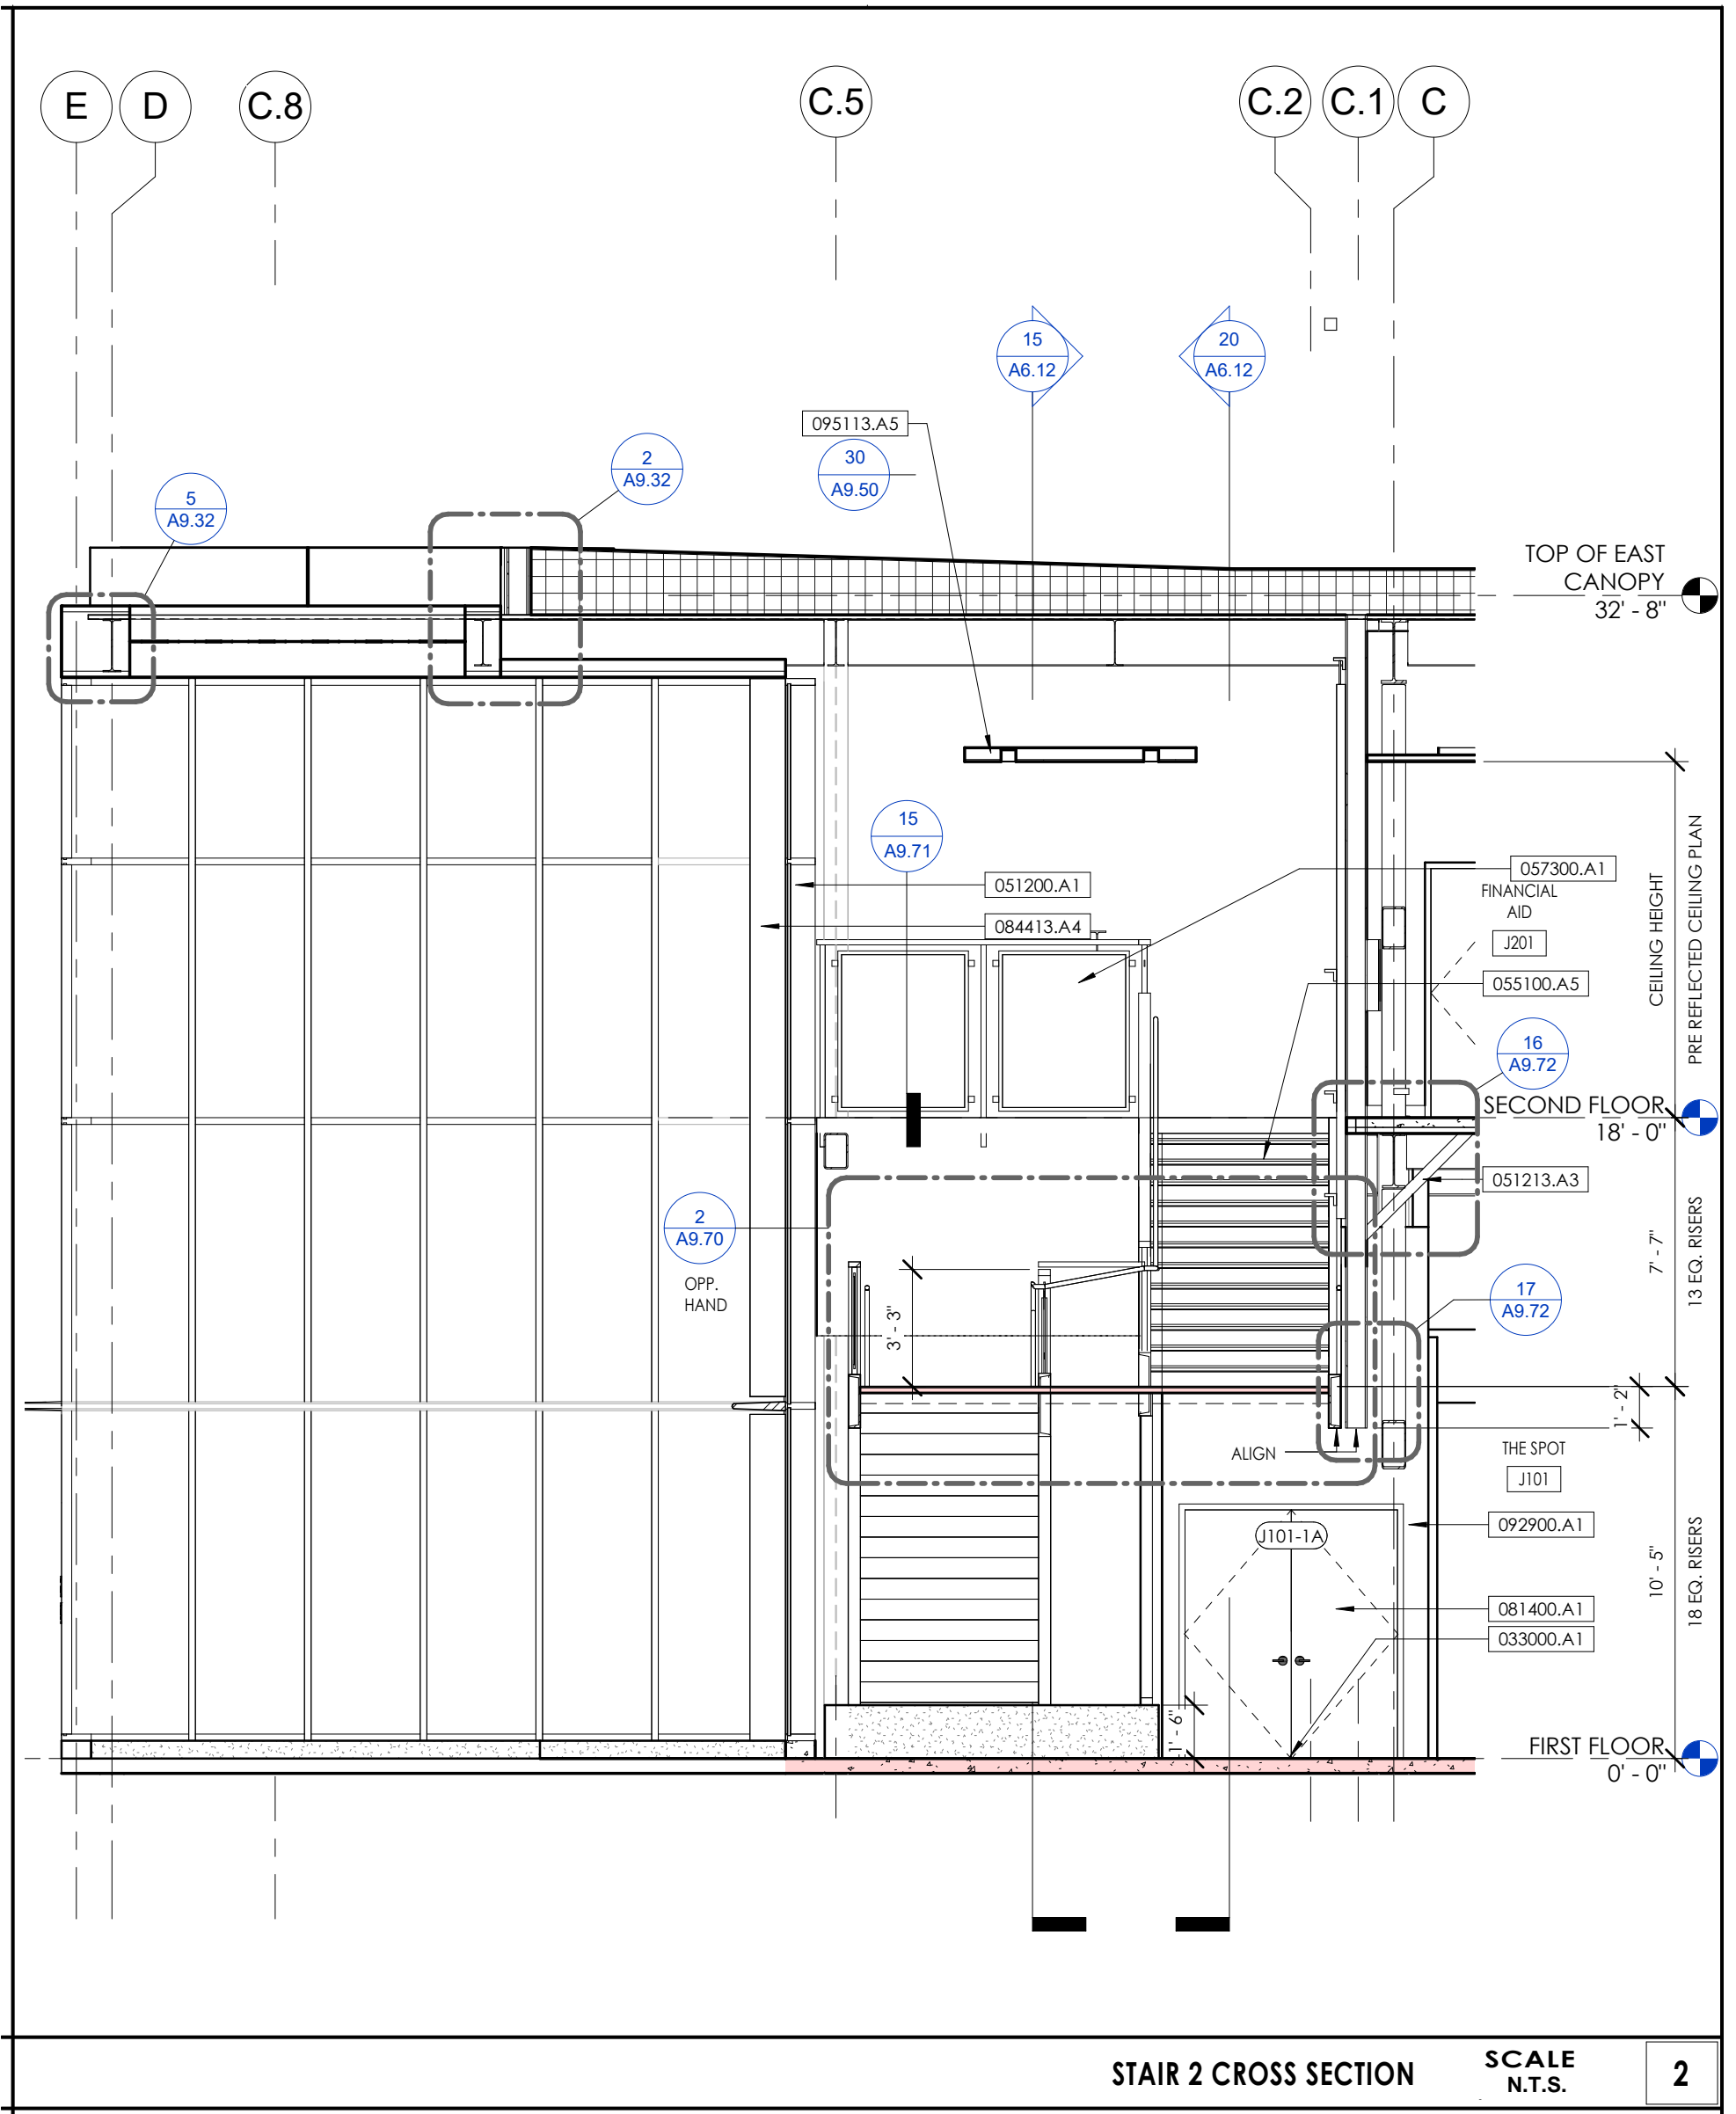 E
D
C.8
C.5
C.2
C.1
C
15
A6.12
20
A6.12
095113.A5
30
A9.50
2
A9.32
5
A9.32
TOP OF EAST
CANOPY
32' - 8"
15
A9.71
051200.A1
084413.A4
057300.A1
FINANCIAL
AID
J201
055100.A5
CEILING HEIGHT
PRE REFLECTED CEILING PLAN
16
A9.72
SECOND FLOOR
18' - 0"
051213.A3
2
A9.70
OPP.
HAND
3' - 3"
7' - 7"
13 EQ. RISERS
17
A9.72
1' - 2"
ALIGN
THE SPOT
J101
J101-1A
092900.A1
081400.A1
033000.A1
10' - 5"
18 EQ. RISERS
1' - 6"
FIRST FLOOR
0' - 0"
STAIR 2 CROSS SECTION
SCALE
N.T.S.
2